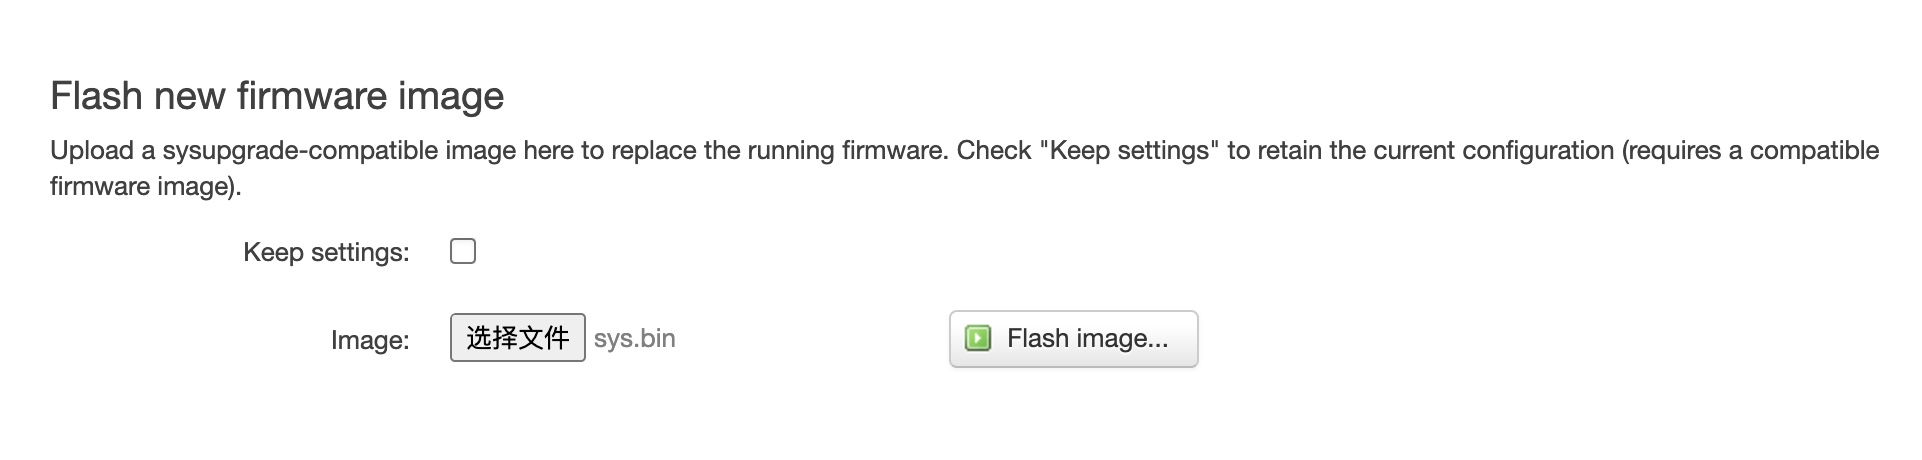 Flash new firmware image
Upload a sysupgrade-compatible image here to replace the running firmware. Check "Keep settings" to retain the current configuration (requires a compatible
firmware image).
Keep settings:
Image: 选择文件 sys.bin Flash image...